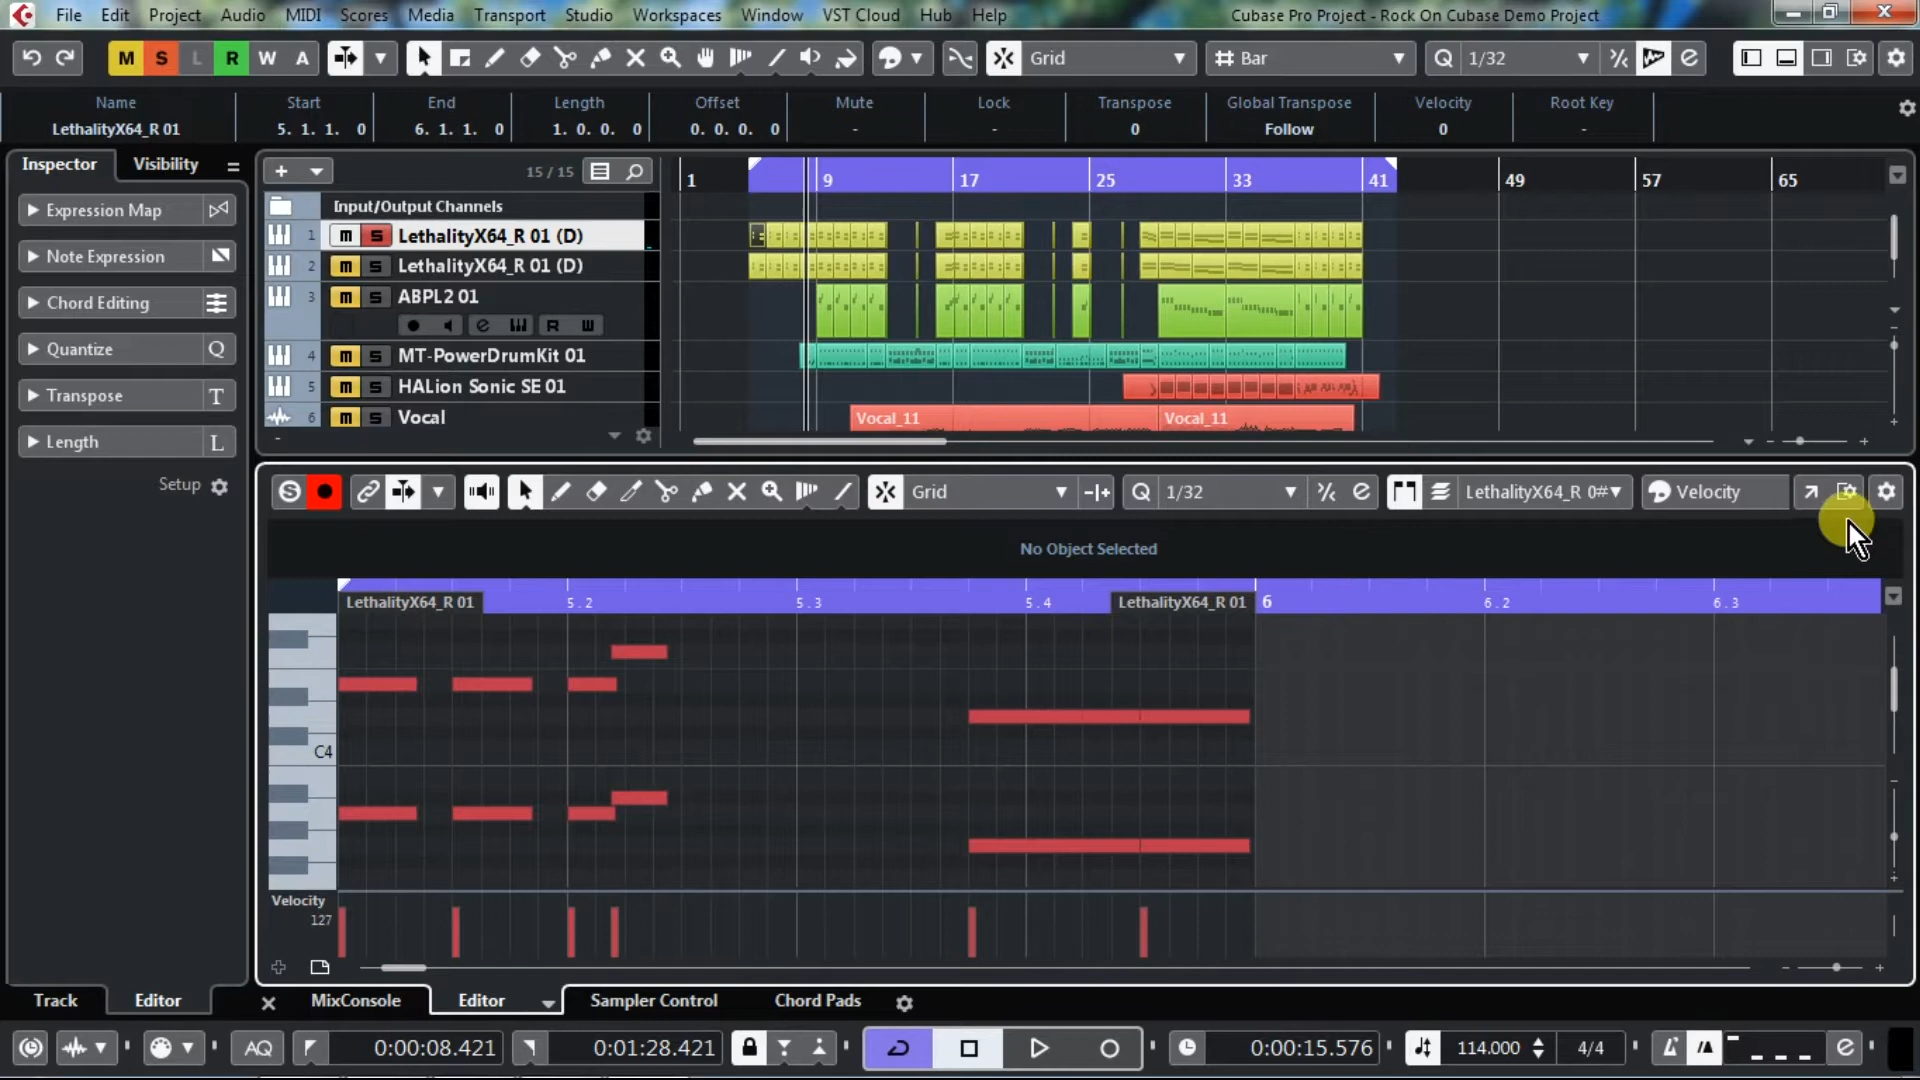 File Edit Project Audio MIDI Scores Media Transport Studio Workspaces Window VST Cloud Hub Help Cubase Pro Project - Rock On Cubase Demo Project
M S L R W A Grid Bar Q 1/32 e
Name Start End Length Offset Mute Lock Transpose Global Transpose Velocity Root Key
LethalityX64_R 01 5. 1. 1. 0 6. 1. 1. 0 1. 0. 0. 0 0. 0. 0. 0 - - 0 Follow 0 -
Inspector Visibility
+ 15 / 15 1 9 17 25 33 41 49 57 65
Expression Map
Note Expression
Chord Editing
Quantize Q
Transpose T
Length L
Setup
Input/Output Channels
1 m S LethalityX64_R 01 (D)
2 m S LethalityX64_R 01 (D)
3 m S ABPL2 01
e R W
4 m S MT-PowerDrumKit 01
5 m S HALion Sonic SE 01
6 m S Vocal
Vocal_11 Vocal_11
S Grid Q 1/32 e LethalityX64_R 0# Velocity
No Object Selected
LethalityX64_R 01 5.2 5.3 5.4 LethalityX64_R 01 6 6.2 6.3
C4
Velocity
127
Track Editor MixConsole Editor Sampler Control Chord Pads
AQ 0:00:08.421 0:01:28.421 0:00:15.576 114.000 4/4 e